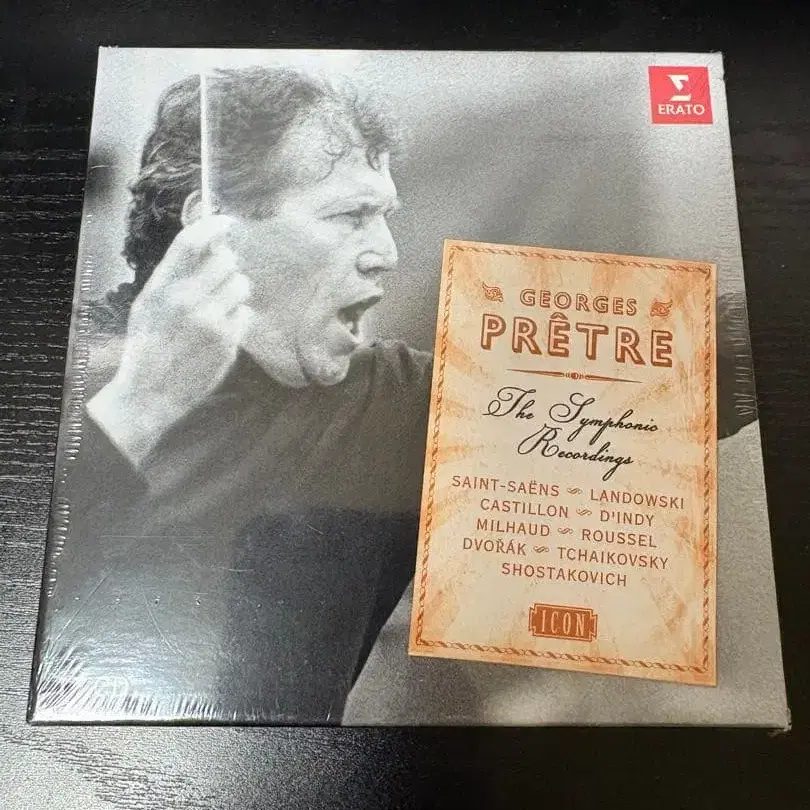 ERATO
GEORGES
PRÊTRE
The Symphonic
Recordings
SAINT-SAËNS LANDOWSKI
CASTILLON D'INDY
MILHAUD ROUSSEL
DVOŘÁK TCHAIKOVSKY
SHOSTAKOVICH
ICON